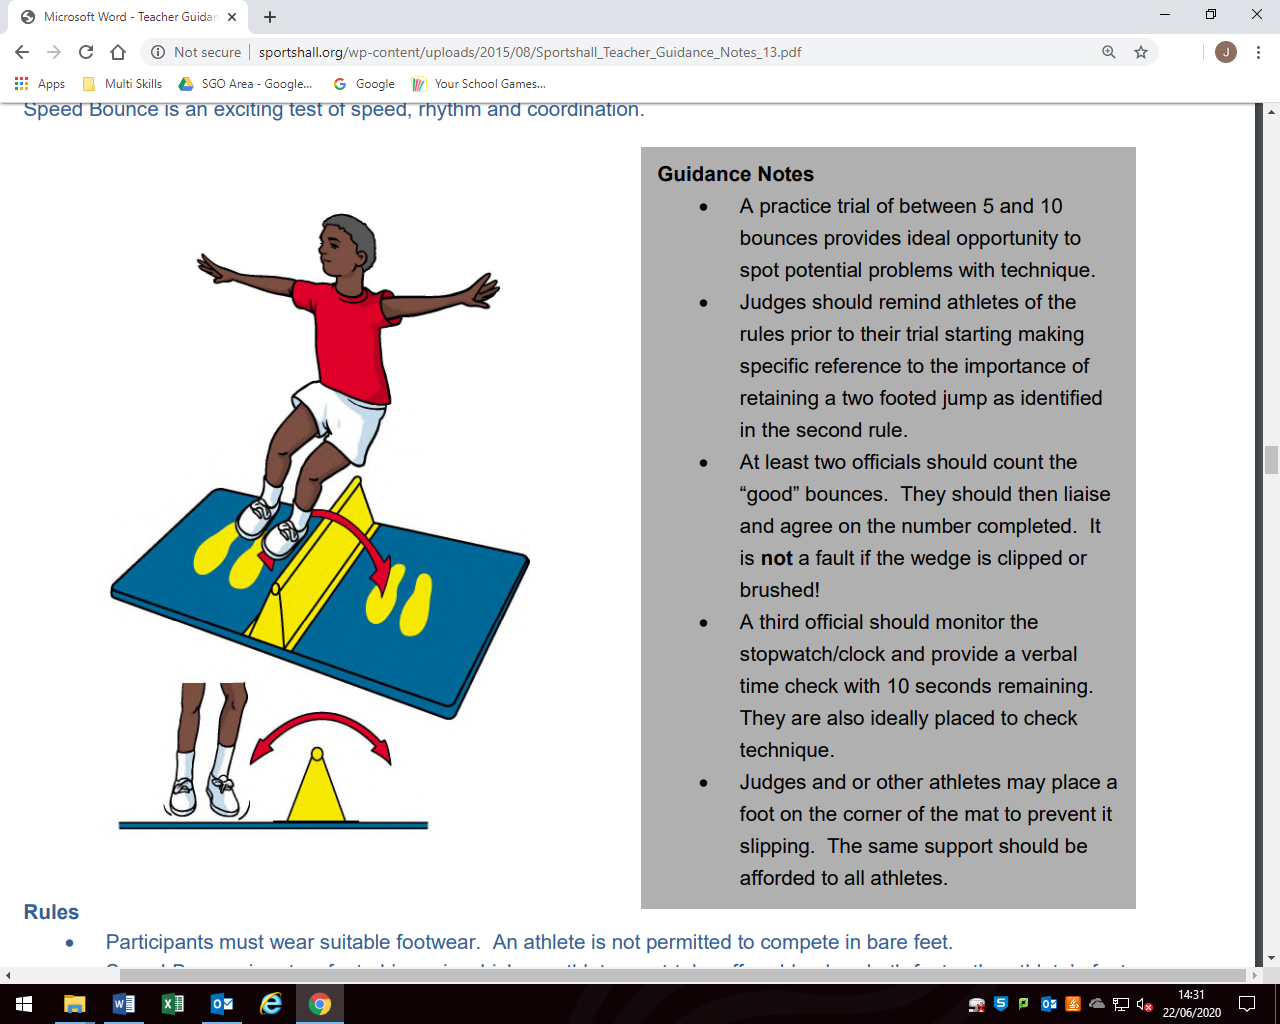 Microsoft Word - Teacher Guidan
Not secure | sportshall.org/wp-content/uploads/2015/08/Sportshall_Teacher_Guidance_Notes_13.pdf
J
Apps Multi Skills SGO Area - Google... Google Your School Games...
Speed Bounce is an exciting test of speed, rhythm and coordination.
Guidance Notes
• A practice trial of between 5 and 10
bounces provides ideal opportunity to
spot potential problems with technique.
• Judges should remind athletes of the
rules prior to their trial starting making
specific reference to the importance of
retaining a two footed jump as identified
in the second rule.
• At least two officials should count the
“good” bounces. They should then liaise
and agree on the number completed. It
is not a fault if the wedge is clipped or
brushed!
• A third official should monitor the
stopwatch/clock and provide a verbal
time check with 10 seconds remaining.
They are also ideally placed to check
technique.
• Judges and or other athletes may place a
foot on the corner of the mat to prevent it
slipping. The same support should be
afforded to all athletes.
Rules
• Participants must wear suitable footwear. An athlete is not permitted to compete in bare feet.
14:31
22/06/2020